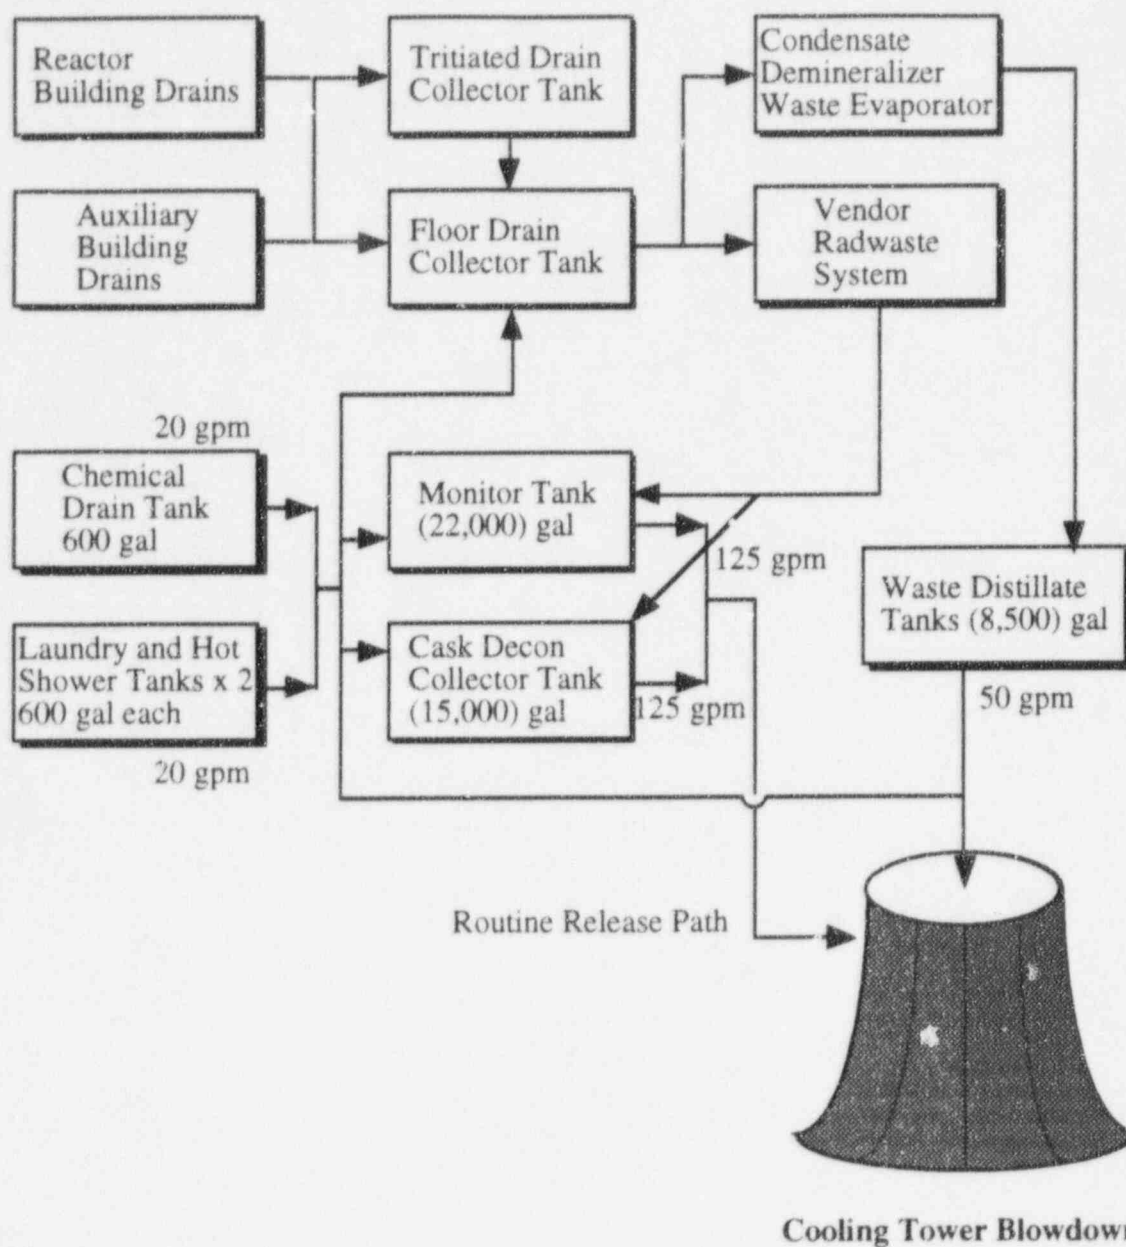 Reactor
Building Drains
Tritiated Drain
Collector Tank
Condensate
Demineralizer
Waste Evaporator
Auxiliary
Building
Drains
Floor Drain
Collector Tank
Vendor
Radwaste
System
20 gpm
Chemical
Drain Tank
600 gal
Monitor Tank
(22,000) gal
125 gpm
Waste Distillate
Tanks (8,500) gal
Laundry and Hot
Shower Tanks x 2
600 gal each
Cask Decon
Collector Tank
(15,000) gal
125 gpm
50 gpm
20 gpm
Routine Release Path
Cooling Tower Blowdown